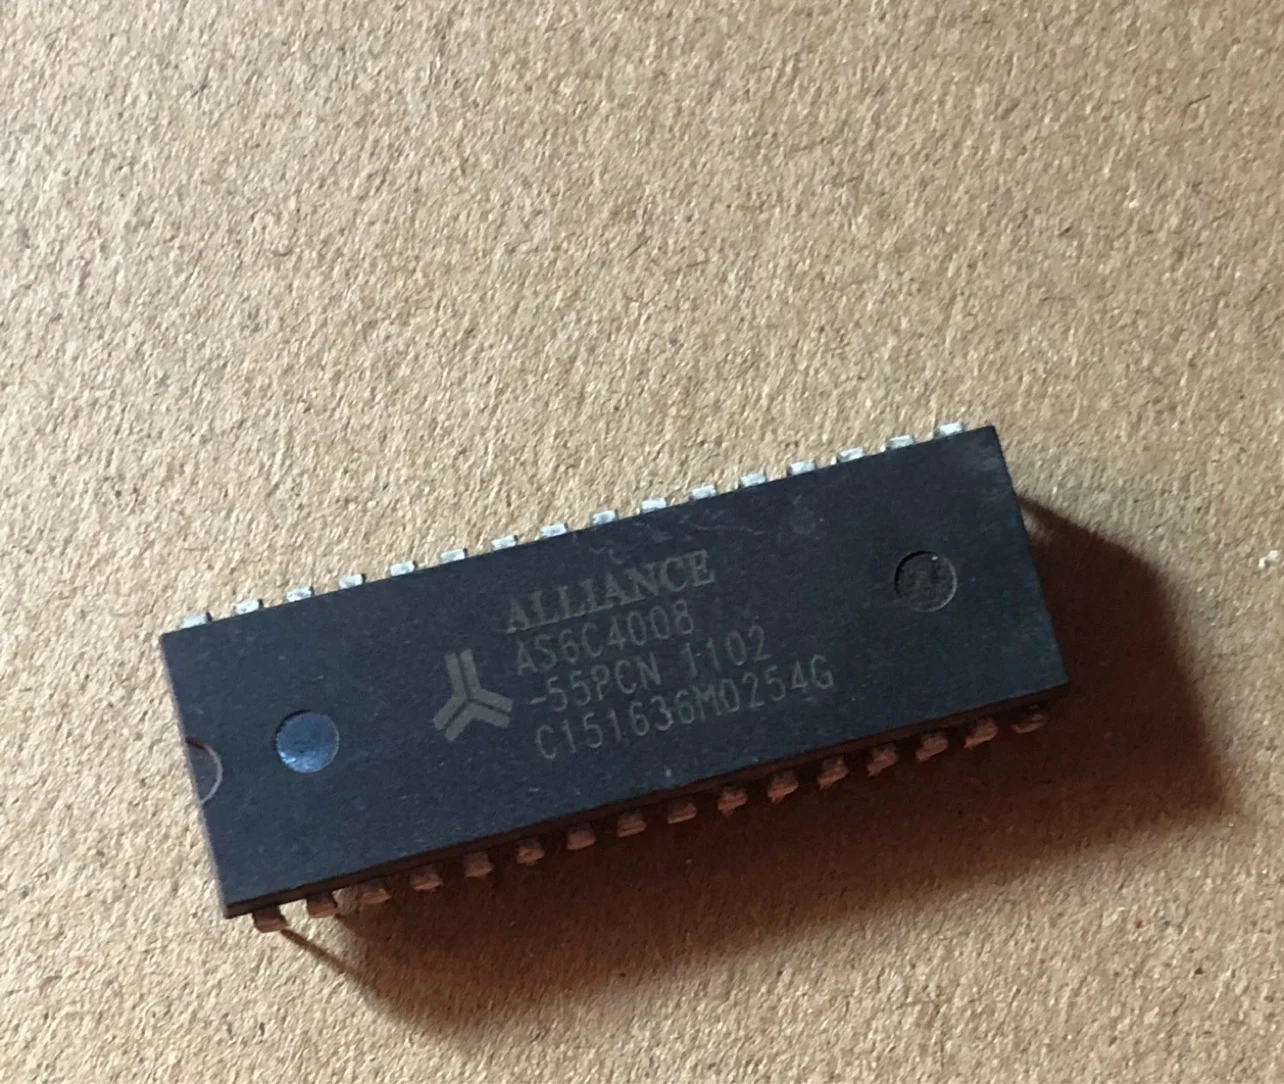 ALLIANCE
AS6C4008
-55PCN 1102
C151636M0254G